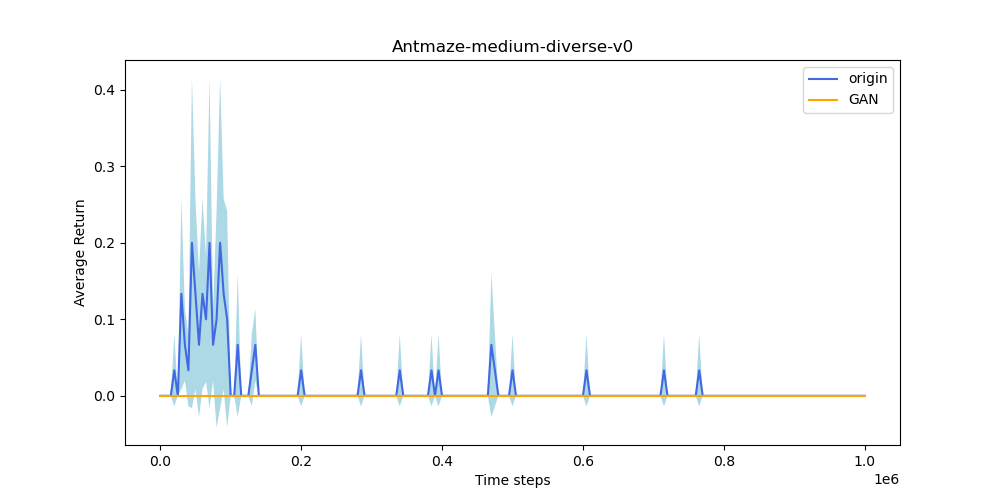 Antmaze-medium-diverse-v0
origin
GAN
Average Return
0.4
0.3
0.2
0.1
0.0
0.0 0.2 0.4 0.6 0.8 1.0
1e6
Time steps